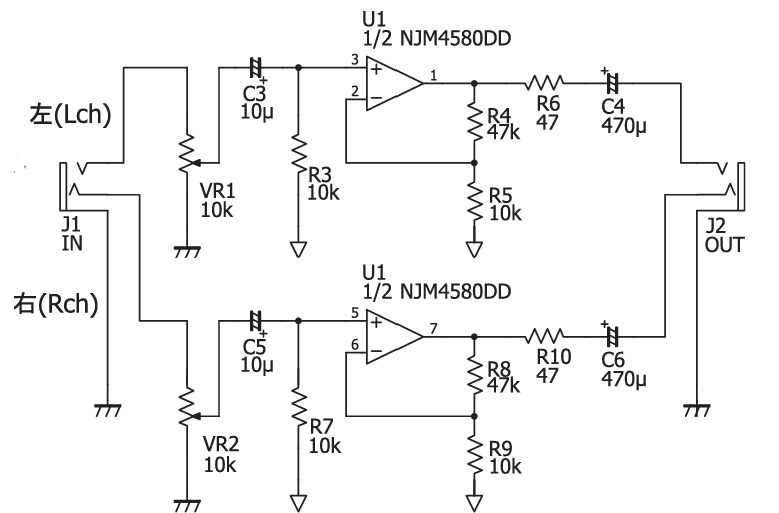 U1
1/2 NJM4580DD
3
+
2
−
1
C3
+
10μ
左(Lch)
VR1
10k
R3
10k
R4
47k
R5
10k
R6
47
+
C4
470μ
J1
IN
J2
OUT
右(Rch)
U1
1/2 NJM4580DD
5
+
6
−
7
C5
+
10μ
VR2
10k
R7
10k
R8
47k
R9
10k
R10
47
+
C6
470μ